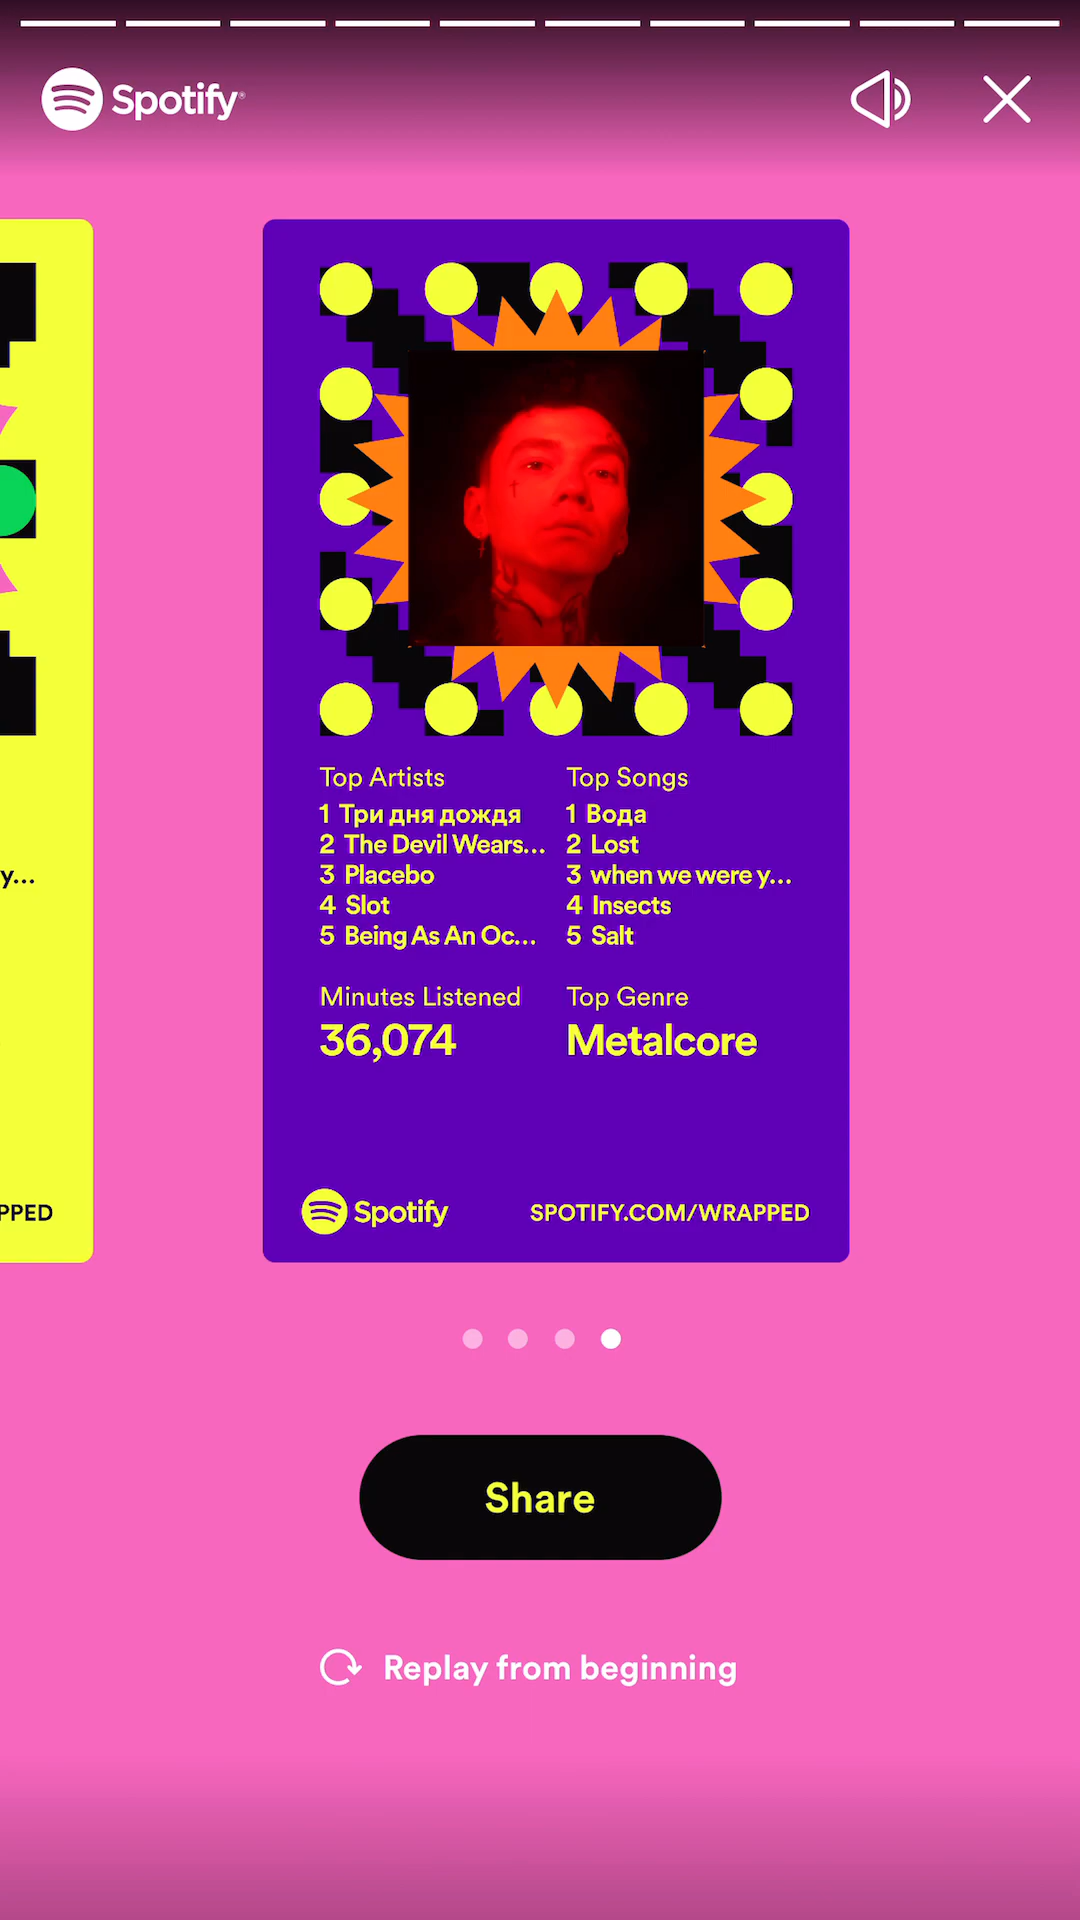 Spotify
Top Artists
1 Три дня дождя
2 The Devil Wears...
3 Placebo
4 Slot
5 Being As An Oc...
Top Songs
1 Вода
2 Lost
3 when we were y...
4 Insects
5 Salt
Minutes Listened
36,074
Top Genre
Metalcore
Spotify
SPOTIFY.COM/WRAPPED
y...
PPED
Share
Replay from beginning